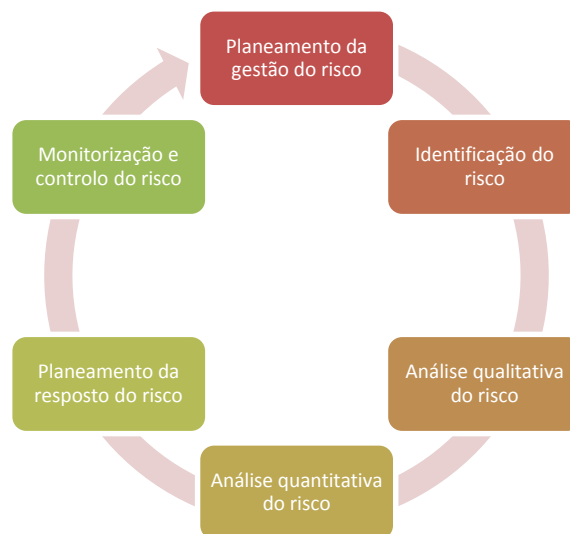 Planeamento da
gestão do risco
Identificação do
risco
Análise qualitativa
do risco
Análise quantitativa
do risco
Planeamento da
resposto do risco
Monitorização e
controlo do risco